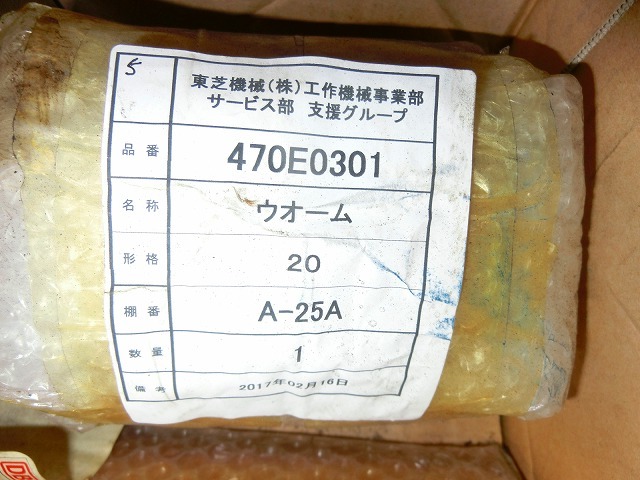 5
東芝機械(株)工作機械事業部
サービス部 支援グループ
品番 470E0301
名称 ウオーム
形格 20
棚番 A-25A
数量 1
備考 2017年02月16日